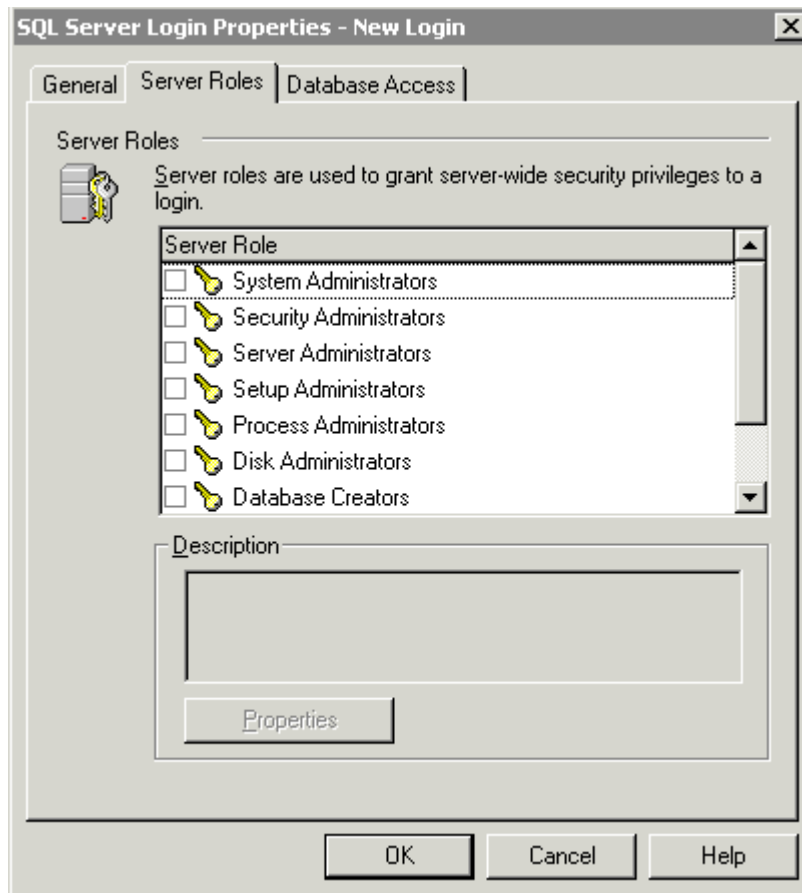 SQL Server Login Properties - New Login
General
Server Roles
Database Access
Server Roles
Server roles are used to grant server-wide security privileges to a
login.
Server Role
System Administrators
Security Administrators
Server Administrators
Setup Administrators
Process Administrators
Disk Administrators
Database Creators
Description
Properties
OK
Cancel
Help